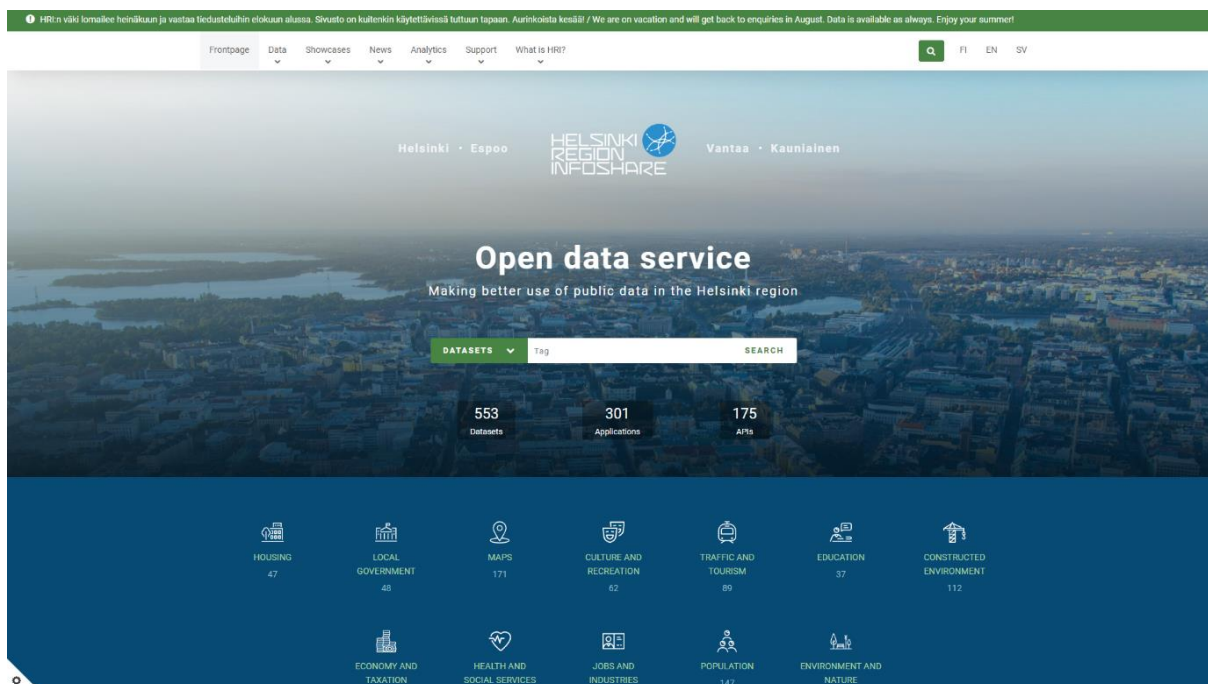 HRI:n väki lomailee heinäkuun ja vastaa tiedusteluihin elokuun alussa. Sivusto on kuitenkin käytettävissä tuttuun tapaan. Aurinkoista kesää! / We are on vacation and will get back to enquiries in August. Data is available as always. Enjoy your summer!
Frontpage Data Showcases News Analytics Support What is HRI? FI EN SV
Helsinki · Espoo
HELSINKI
REGION
INFOSHARE
Vantaa · Kauniainen
Open data service
Making better use of public data in the Helsinki region
DATASETS Tag SEARCH
553 301 175
Datasets Applications APIs
HOUSING
47
LOCAL
GOVERNMENT
48
MAPS
171
CULTURE AND
RECREATION
62
TRAFFIC AND
TOURISM
89
EDUCATION
37
CONSTRUCTED
ENVIRONMENT
112
ECONOMY AND
TAXATION
HEALTH AND
SOCIAL SERVICES
JOBS AND
INDUSTRIES
POPULATION
142
ENVIRONMENT AND
NATURE